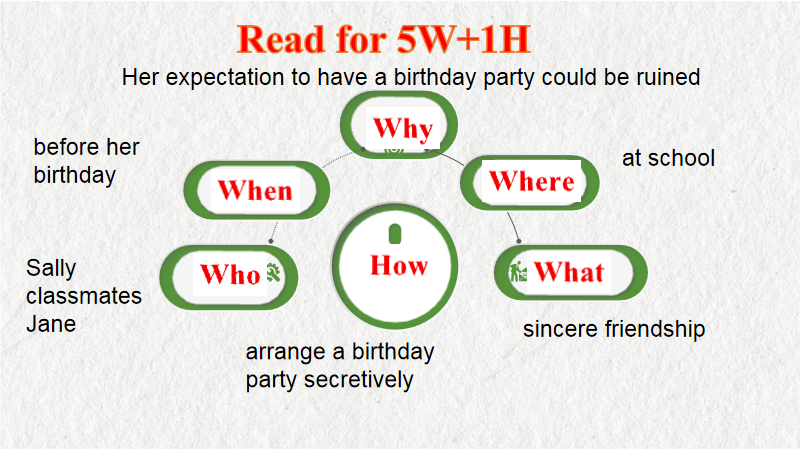 Read for 5W+1H
Her expectation to have a birthday party could be ruined
Why
before her
birthday
When
Where
at school
Who
Sally
classmates
Jane
How
What
arrange a birthday
party secretively
sincere friendship